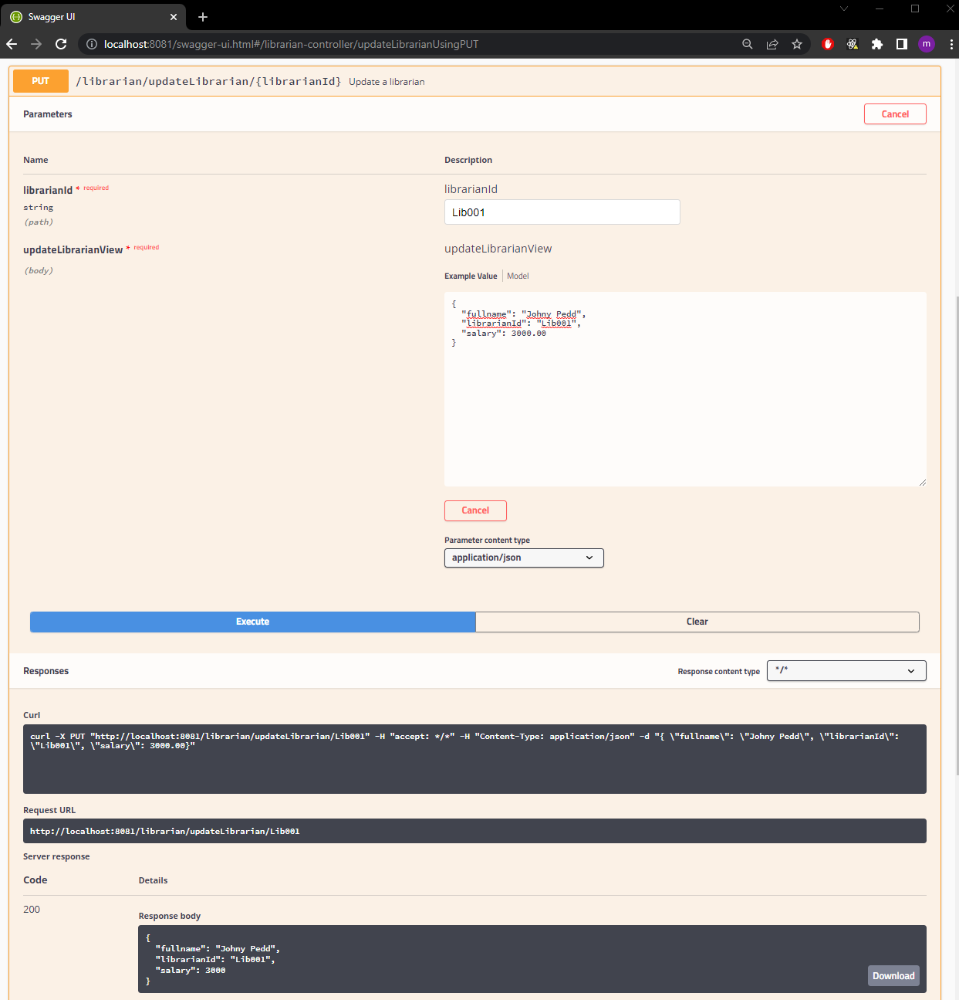 Swagger UI
localhost:8081/swagger-ui.html#/librarian-controller/updateLibrarianUsingPUT
m
PUT /librarian/updateLibrarian/{librarianId} Update a librarian
Parameters Cancel
Name Description
librarianId * required librarianId
string Lib001
(path)
updateLibrarianView * required updateLibrarianView
(body)
Example Value Model
{
"fullname": "Johny Pedd",
"librarianId": "Lib001",
"salary": 3000.00
}
Cancel
Parameter content type
application/json
Execute Clear
Responses Response content type */*
Curl
curl -X PUT "http://localhost:8081/librarian/updateLibrarian/Lib001" -H "accept: */*" -H "Content-Type: application/json" -d "{ \"fullname\": \"Johny Pedd\", \"librarianId\":
\"Lib001\", \"salary\": 3000.00}"
Request URL
http://localhost:8081/librarian/updateLibrarian/Lib001
Server response
Code Details
200
Response body
{
"fullname": "Johny Pedd",
"librarianId": "Lib001",
"salary": 3000
}
Download